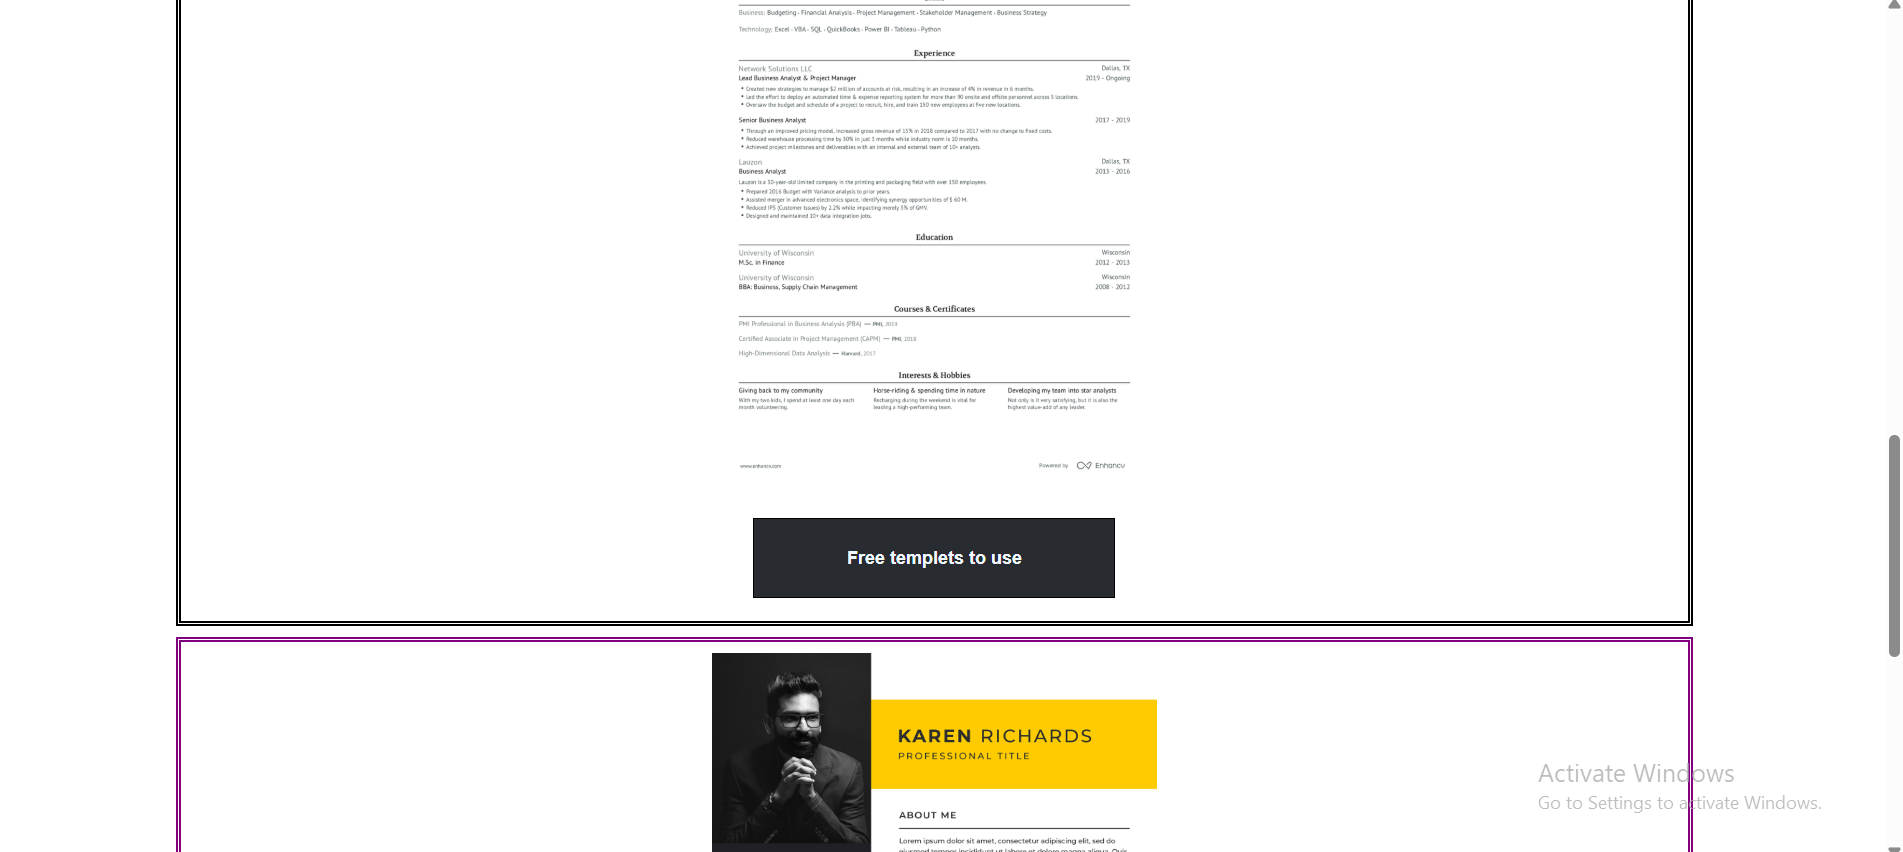 Business: Budgeting · Financial Analysis · Project Management · Stakeholder Management · Business Strategy
Technology: Excel · VBA · SQL · QuickBooks · Power BI · Tableau · Python
Experience
Network Solutions LLC Dallas, TX
Lead Business Analyst & Project Manager 2019 - Ongoing
• Created new strategies to manage $2 million of accounts at risk, resulting in an increase of 4% in revenue in 6 months.
• Led the effort to deploy an automated time & expense reporting system for more than 90 onsite and offsite personnel across 3 locations.
• Oversaw the budget and schedule of a project to recruit, hire, and train 150 new employees at five new locations.
Senior Business Analyst 2017 - 2019
• Through an improved pricing model, increased gross revenue of 15% in 2018 compared to 2017 with no change to fixed costs.
• Reduced warehouse processing time by 30% in just 3 months while industry norm is 10 months.
• Achieved project milestones and deliverables with an internal and external team of 10+ analysts.
Lauzon Dallas, TX
Business Analyst 2013 - 2016
Lauzon is a 50-year-old limited company in the printing and packaging field with over 150 employees.
• Prepared 2016 Budget with Variance analysis to prior years.
• Assisted merger in advanced electronics space, identifying synergy opportunities of $ 60 M.
• Reduced IPS (Customer Issues) by 2.2% while impacting merely 3% of GMV.
• Designed and maintained 10+ data integration jobs.
Education
University of Wisconsin Wisconsin
M.Sc. in Finance 2012 - 2013
University of Wisconsin Wisconsin
BBA: Business, Supply Chain Management 2008 - 2012
Courses & Certificates
PMI Professional in Business Analysis (PBA) — PMI, 2019
Certified Associate in Project Management (CAPM) — PMI, 2018
High-Dimensional Data Analysis — Harvard, 2017
Interests & Hobbies
Giving back to my community
With my two kids, I spend at least one day each
month volunteering.
Horse-riding & spending time in nature
Recharging during the weekend is vital for
leading a high-performing team.
Developing my team into star analysts
Not only is it very satisfying, but it is also the
highest value-add of any leader.
www.enhancv.com Powered by Enhancv
Free templets to use
KAREN RICHARDS
PROFESSIONAL TITLE
ABOUT ME
Lorem ipsum dolor sit amet, consectetur adipiscing elit, sed do
eiusmod tempor incididunt ut labore et dolore magna aliqua. Quis
Activate Windows
Go to Settings to activate Windows.